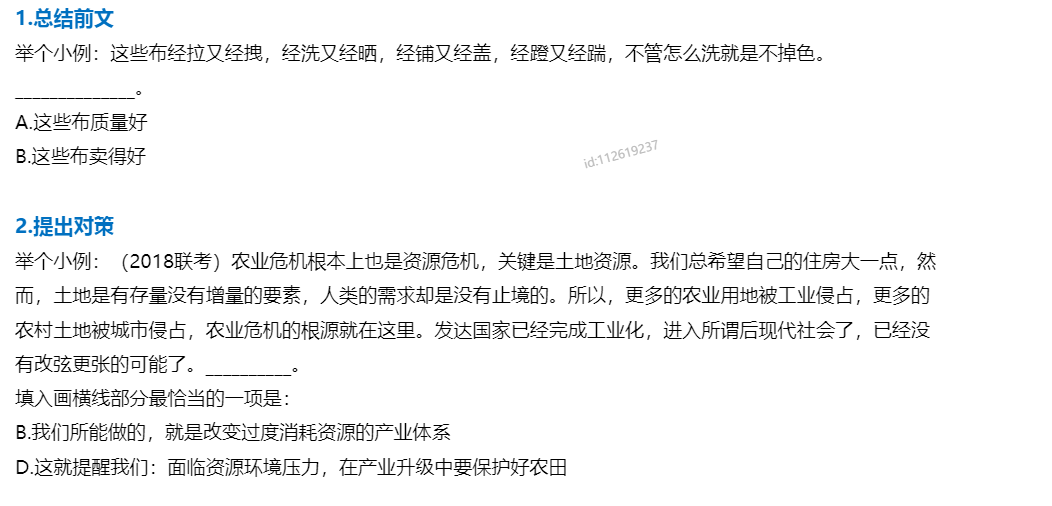 1.总结前文
举个小例：这些布经拉又经拽，经洗又经晒，经铺又经盖，经蹬又经踹，不管怎么洗就是不掉色。
______________。
A.这些布质量好
B.这些布卖得好
id:112619237
2.提出对策
举个小例：（2018联考）农业危机根本上也是资源危机，关键是土地资源。我们总希望自己的住房大一点，然
而，土地是有存量没有增量的要素，人类的需求却是没有止境的。所以，更多的农业用地被工业侵占，更多的
农村土地被城市侵占，农业危机的根源就在这里。发达国家已经完成工业化，进入所谓后现代社会了，已经没
有改弦更张的可能了。__________。
填入画横线部分最恰当的一项是：
B.我们所能做的，就是改变过度消耗资源的产业体系
D.这就提醒我们：面临资源环境压力，在产业升级中要保护好农田